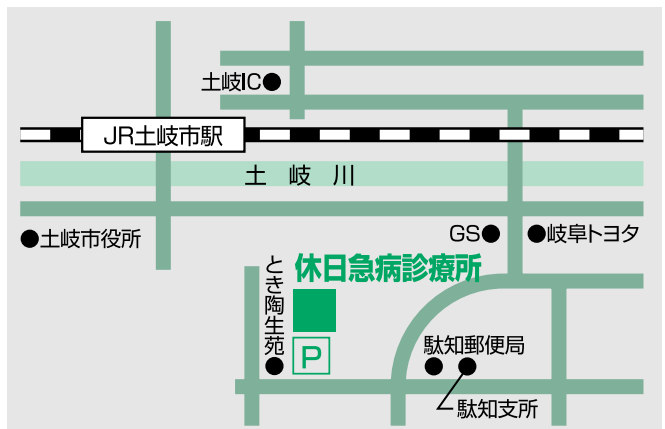 土岐IC
JR土岐市駅
土岐川
土岐市役所
GS
岐阜トヨタ
休日急病診療所
とき陶生苑
P
駄知郵便局
駄知支所